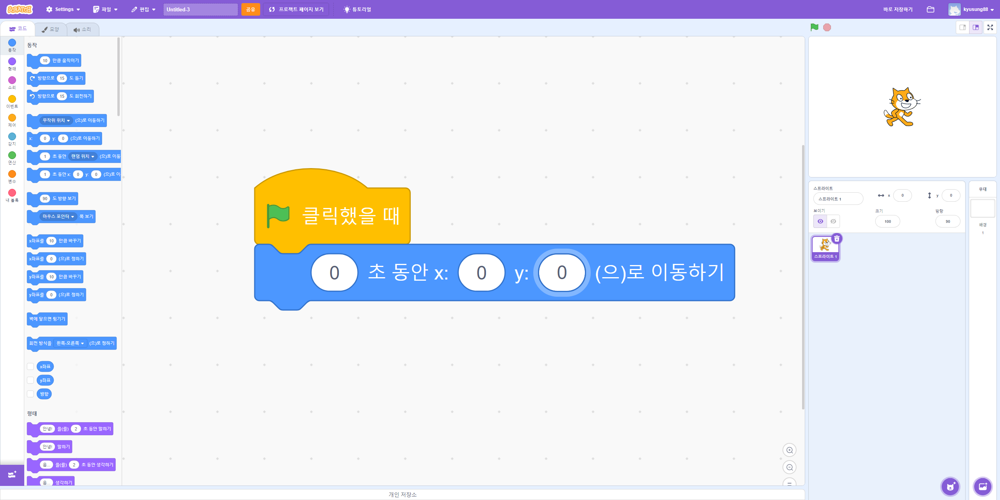 SCRATCH Settings 파일 편집 Untitled-3 공유 프로젝트 페이지 보기 튜토리얼 바로 저장하기 kyusung88
코드 모양 소리
동작
형태
소리
이벤트
제어
감지
연산
변수
내 블록
동작
10 만큼 움직이기
방향으로 15 도 돌기
방향으로 15 도 회전하기
무작위 위치 (으)로 이동하기
x: 0 y: 0 (으)로 이동하기
1 초 동안 랜덤 위치 (으)로 이동
1 초 동안 x: 0 y: 0 (으)로 이
90 도 방향 보기
마우스 포인터 쪽 보기
x좌표를 10 만큼 바꾸기
x좌표를 0 (으)로 정하기
y좌표를 10 만큼 바꾸기
y좌표를 0 (으)로 정하기
벽에 닿으면 튕기기
회전 방식을 왼쪽-오른쪽 (으)로 정하기
x좌표
y좌표
방향
형태
안녕! 을(를) 2 초 동안 말하기
안녕! 말하기
음... 을(를) 2 초 동안 생각하기
음... 생각하기
클릭했을 때
0 초 동안 x: 0 y: 0 (으)로 이동하기
개인 저장소
스프라이트
스프라이트 1
x 0 y 0
보이기 크기 방향
100 90
스프라이트 1
무대
배경
1